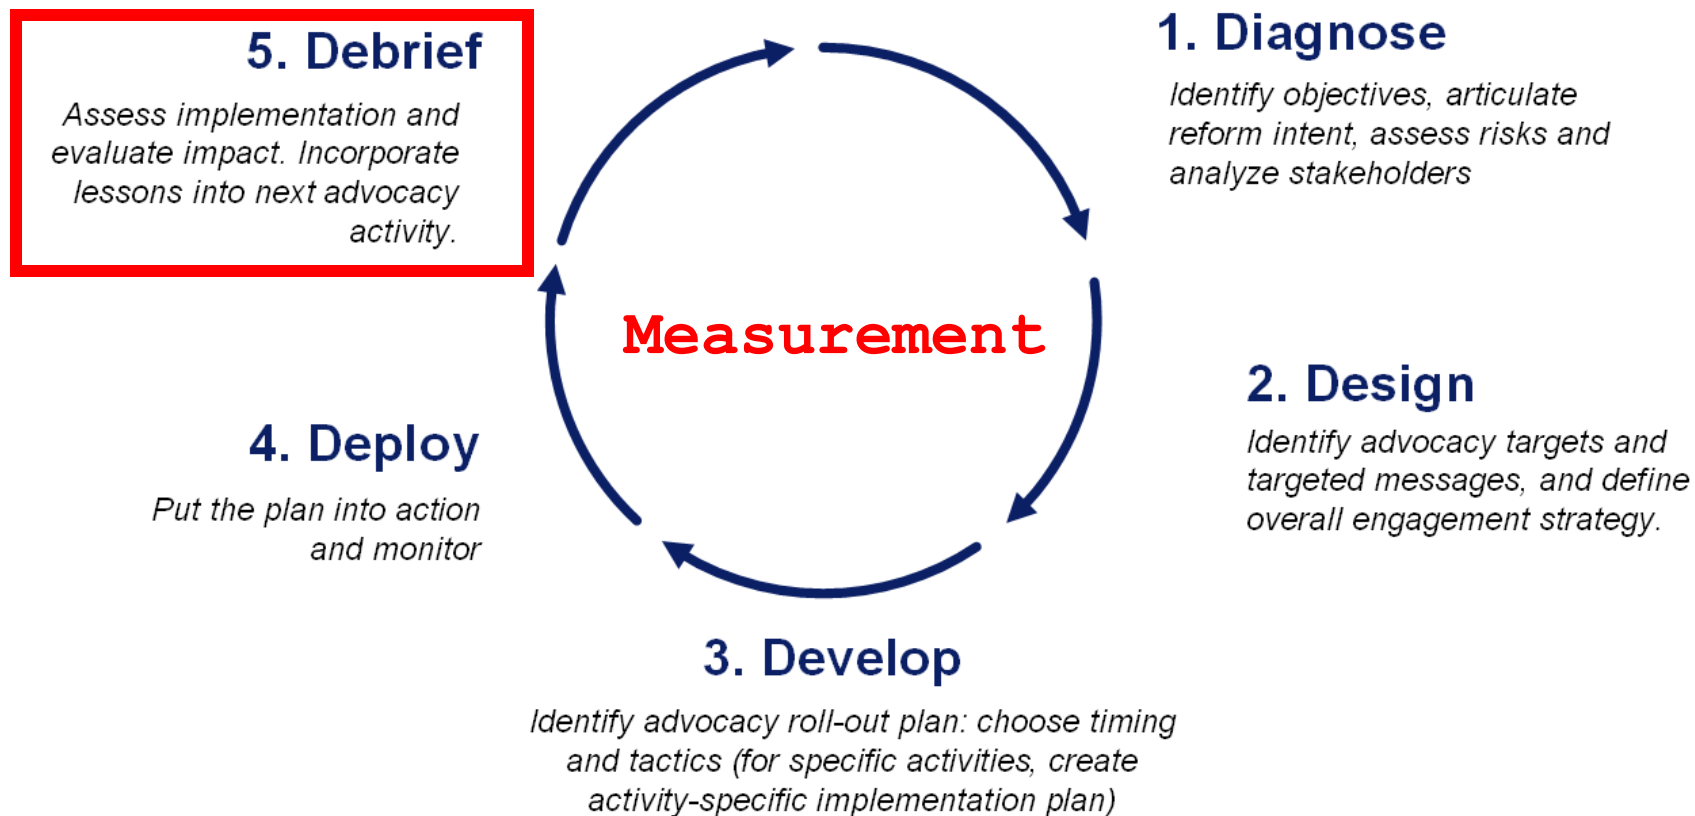 1. Diagnose
Identify objectives, articulate
reform intent, assess risks and
analyze stakeholders
2. Design
Identify advocacy targets and
targeted messages, and define
overall engagement strategy.
3. Develop
Identify advocacy roll-out plan: choose timing
and tactics (for specific activities, create
activity-specific implementation plan)
4. Deploy
Put the plan into action
and monitor
5. Debrief
Assess implementation and
evaluate impact. Incorporate
lessons into next advocacy
activity.
Measurement